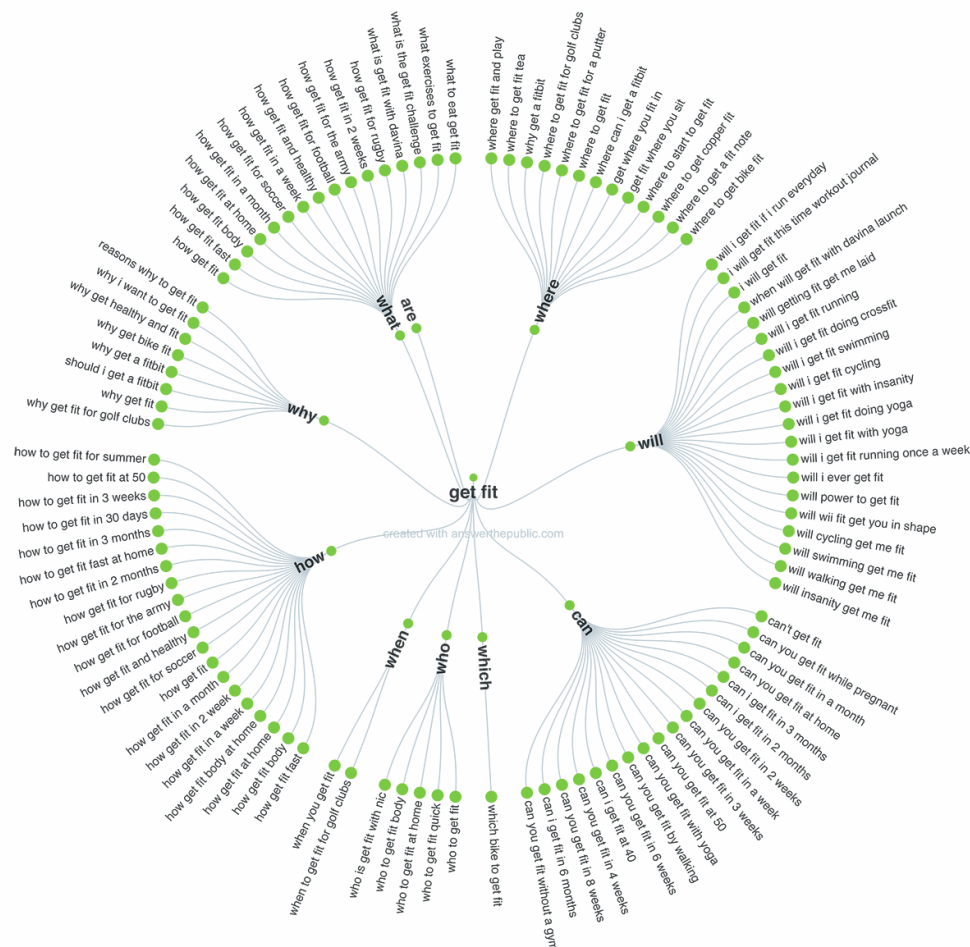 get fit
created with answerthepublic.com
what
how get fit
how get fit fast
how get fit body
how get fit at home
how get fit in a month
how get fit for soccer
how get fit in a week
how get fit and healthy
how get fit for football
how get fit for the army
how get fit in 2 weeks
how get fit for rugby
what is get fit with davina
what is the get fit challenge
what exercises to get fit
what to eat get fit
are
where
where get fit and play
where to get fit tea
why get a fitbit
where to get fit for golf clubs
where to get fit for a putter
where to get fit
where can i get a fitbit
get where you fit in
get fit where you sit
where to start to get fit
where to get copper fit
where to get a fit note
where to get bike fit
will
will i get fit if i run everyday
i will get fit this time workout journal
i will get fit
when will get fit with davina launch
will getting fit get me laid
will i get fit running
will i get fit doing crossfit
will i get fit swimming
will i get fit cycling
will i get fit with insanity
will i get fit doing yoga
will i get fit with yoga
will i get fit running once a week
will i ever get fit
will power to get fit
will wii fit get you in shape
will cycling get me fit
will swimming get me fit
will walking get me fit
will insanity get me fit
can
can't get fit
can you get fit while pregnant
can you get fit in a month
can you get fit at home
can i get fit in 3 months
can i get fit in 2 months
can you get fit in 2 weeks
can you get fit in a week
can you get fit in 3 weeks
can you get fit at 50
can you get fit with yoga
can you get fit by walking
can you get fit in 6 weeks
can i get fit at 40
can you get fit in 4 weeks
can you get fit in 8 weeks
can i get fit in 6 months
can you get fit without a gym
which
which bike to get fit
who
who to get fit
who to get fit quick
who to get fit at home
who to get fit body
who is get fit with nic
when
when to get fit for golf clubs
when you get fit
how
how get fit fast
how get fit body
how get fit at home
how get fit body at home
how get fit in a week
how get fit in 2 week
how get fit in a month
how get fit
how get fit for soccer
how get fit and healthy
how get fit for football
how get fit for the army
how get fit for rugby
how to get fit in 2 months
how to get fit fast at home
how to get fit in 3 months
how to get fit in 30 days
how to get fit in 3 weeks
how to get fit at 50
how to get fit for summer
why
why get fit for golf clubs
why get fit
should i get a fitbit
why get a fitbit
why get bike fit
why get healthy and fit
why i want to get fit
reasons why to get fit